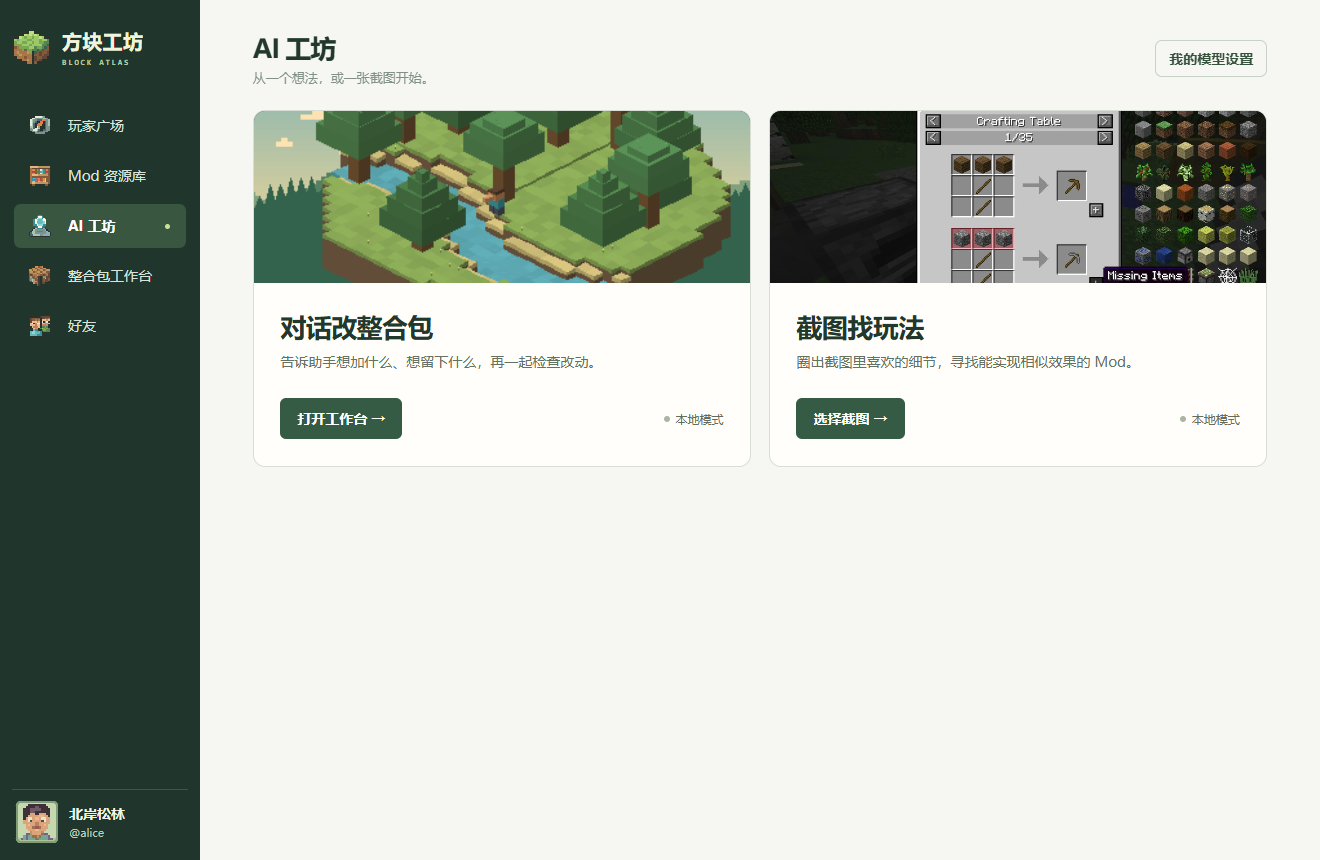 方块工坊
BLOCK ATLAS
玩家广场
Mod 资源库
AI 工坊
整合包工作台
好友
北岸松林
@alice
AI 工坊
从一个想法，或一张截图开始。
我的模型设置
Crafting Table
1/35
Missing Items
对话改整合包
告诉助手想加什么、想留下什么，再一起检查改动。
打开工作台 →
本地模式
截图找玩法
圈出截图里喜欢的细节，寻找能实现相似效果的 Mod。
选择截图 →
本地模式